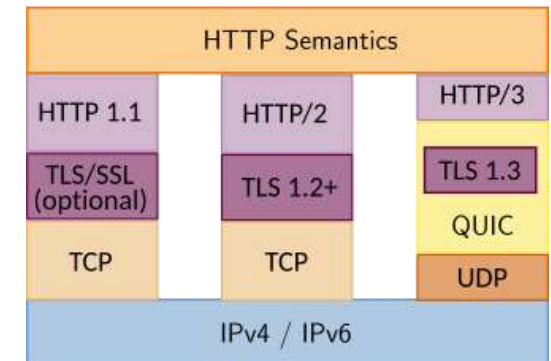 HTTP Semantics
HTTP 1.1
TLS/SSL
(optional)
TCP
HTTP/2
TLS 1.2+
TCP
HTTP/3
TLS 1.3
QUIC
UDP
IPv4 / IPv6